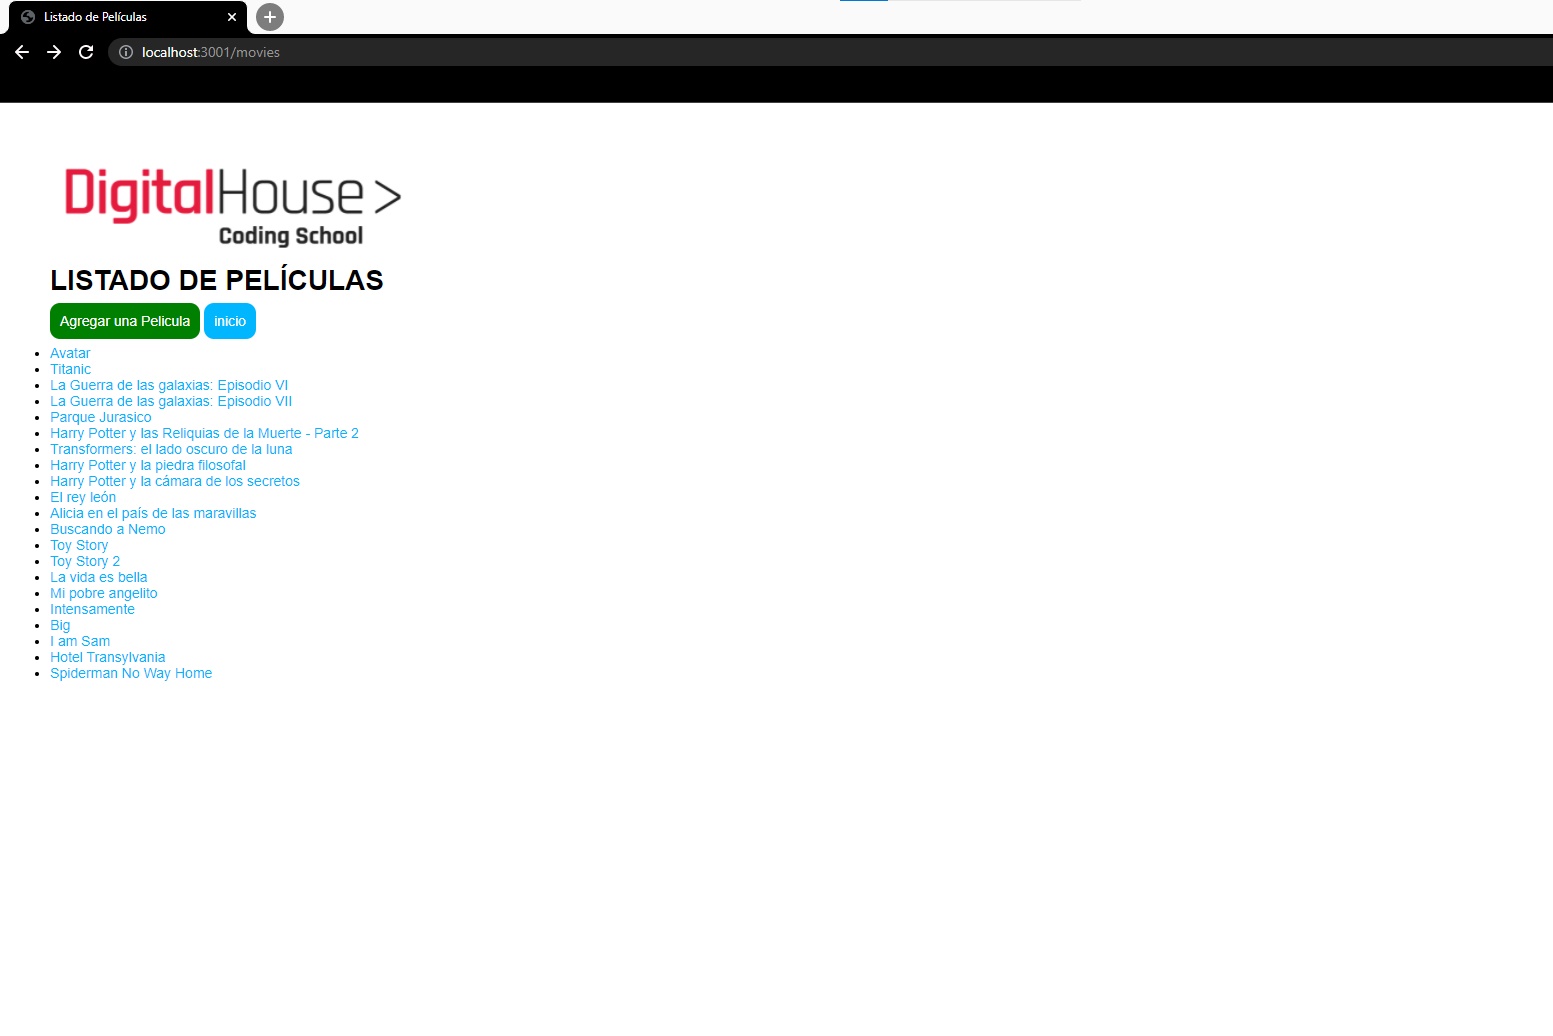 Listado de Películas
localhost:3001/movies
DigitalHouse >
Coding School
LISTADO DE PELÍCULAS
Agregar una Pelicula inicio
Avatar
Titanic
La Guerra de las galaxias: Episodio VI
La Guerra de las galaxias: Episodio VII
Parque Jurasico
Harry Potter y las Reliquias de la Muerte - Parte 2
Transformers: el lado oscuro de la luna
Harry Potter y la piedra filosofal
Harry Potter y la cámara de los secretos
El rey león
Alicia en el país de las maravillas
Buscando a Nemo
Toy Story
Toy Story 2
La vida es bella
Mi pobre angelito
Intensamente
Big
I am Sam
Hotel Transylvania
Spiderman No Way Home